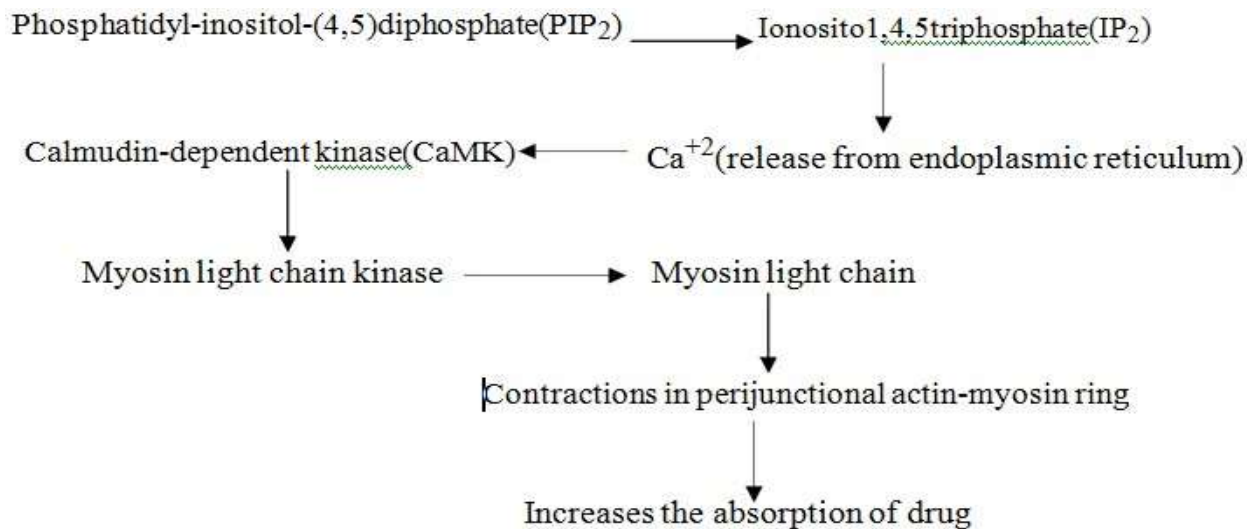 Phosphatidyl-inositol-(4,5)diphosphate(PIP₂)
Ionosito1,4,5triphosphate(IP₂)
Calmudin-dependent kinase(CaMK)
Ca⁺²(release from endoplasmic reticulum)
Myosin light chain kinase
Myosin light chain
Contractions in perijunctional actin-myosin ring
Increases the absorption of drug